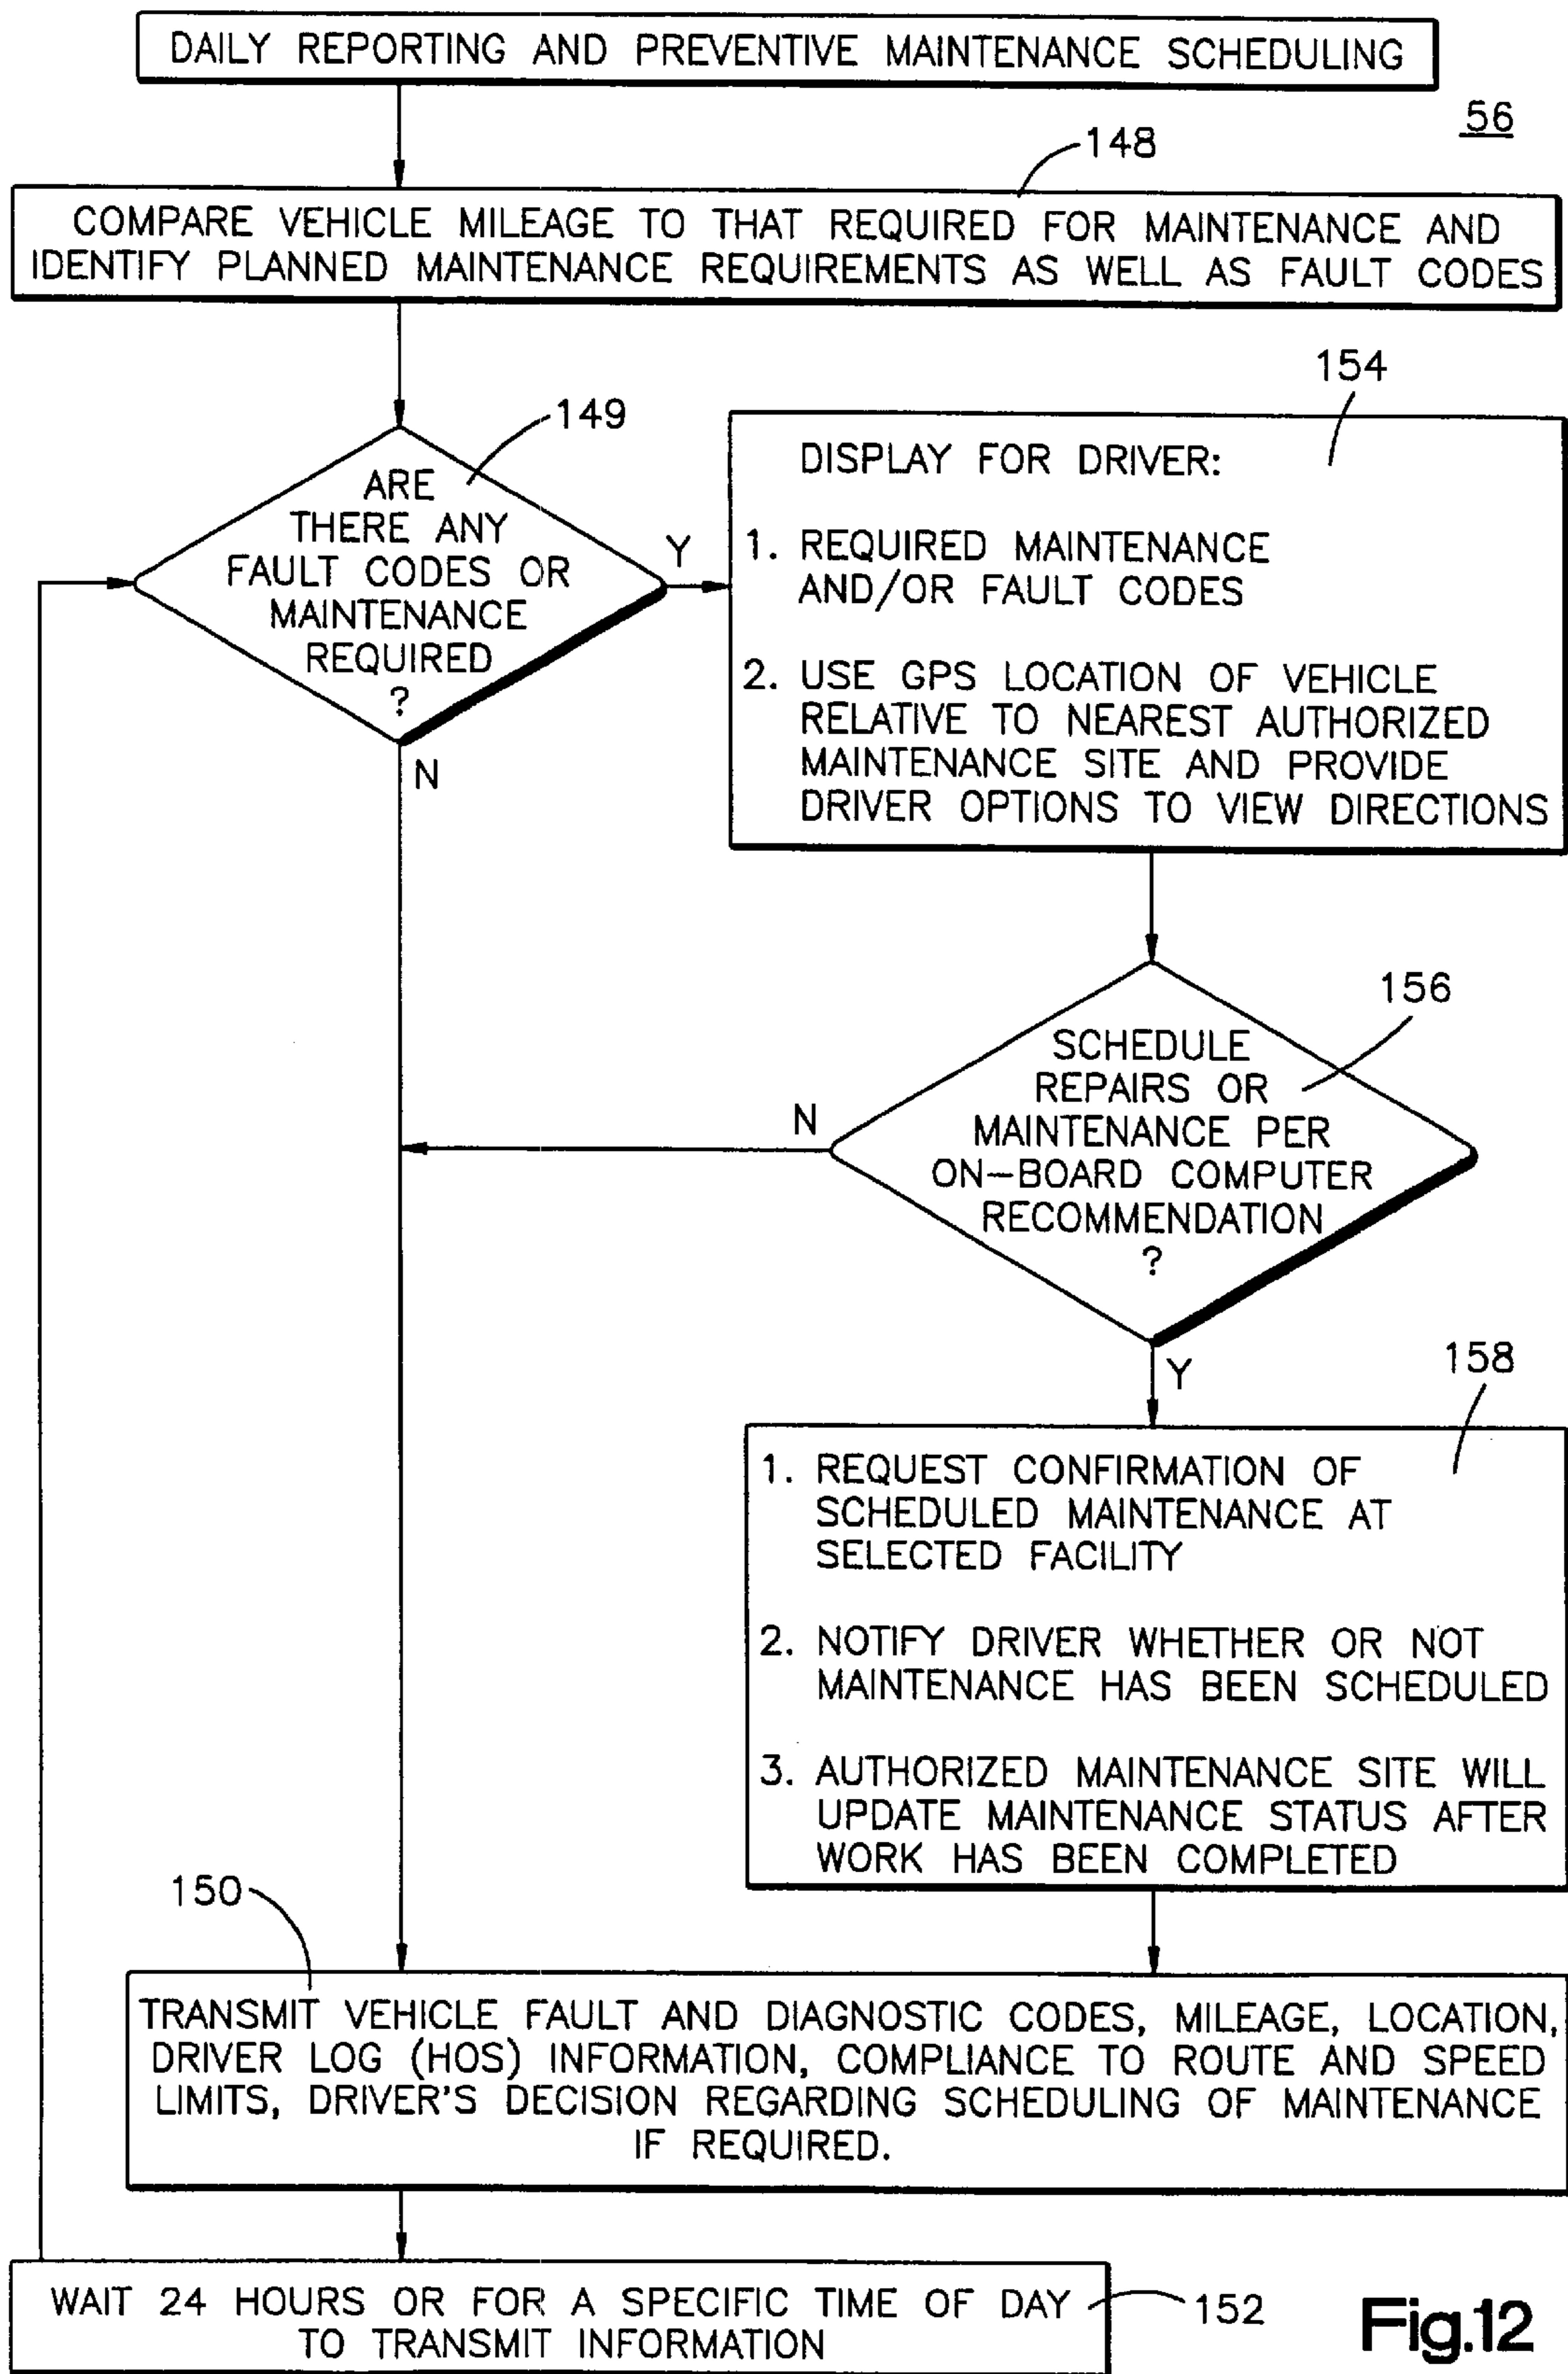 DAILY REPORTING AND PREVENTIVE MAINTENANCE SCHEDULING
56
148
COMPARE VEHICLE MILEAGE TO THAT REQUIRED FOR MAINTENANCE AND
IDENTIFY PLANNED MAINTENANCE REQUIREMENTS AS WELL AS FAULT CODES
149
ARE
THERE ANY
FAULT CODES OR
MAINTENANCE
REQUIRED
?
Y
N
154
DISPLAY FOR DRIVER:
1. REQUIRED MAINTENANCE
AND/OR FAULT CODES
2. USE GPS LOCATION OF VEHICLE
RELATIVE TO NEAREST AUTHORIZED
MAINTENANCE SITE AND PROVIDE
DRIVER OPTIONS TO VIEW DIRECTIONS
156
SCHEDULE
REPAIRS OR
MAINTENANCE PER
ON-BOARD COMPUTER
RECOMMENDATION
?
N
Y
158
1. REQUEST CONFIRMATION OF
SCHEDULED MAINTENANCE AT
SELECTED FACILITY
2. NOTIFY DRIVER WHETHER OR NOT
MAINTENANCE HAS BEEN SCHEDULED
3. AUTHORIZED MAINTENANCE SITE WILL
UPDATE MAINTENANCE STATUS AFTER
WORK HAS BEEN COMPLETED
150
TRANSMIT VEHICLE FAULT AND DIAGNOSTIC CODES, MILEAGE, LOCATION,
DRIVER LOG (HOS) INFORMATION, COMPLIANCE TO ROUTE AND SPEED
LIMITS, DRIVER'S DECISION REGARDING SCHEDULING OF MAINTENANCE
IF REQUIRED.
WAIT 24 HOURS OR FOR A SPECIFIC TIME OF DAY
TO TRANSMIT INFORMATION
152
Fig.12